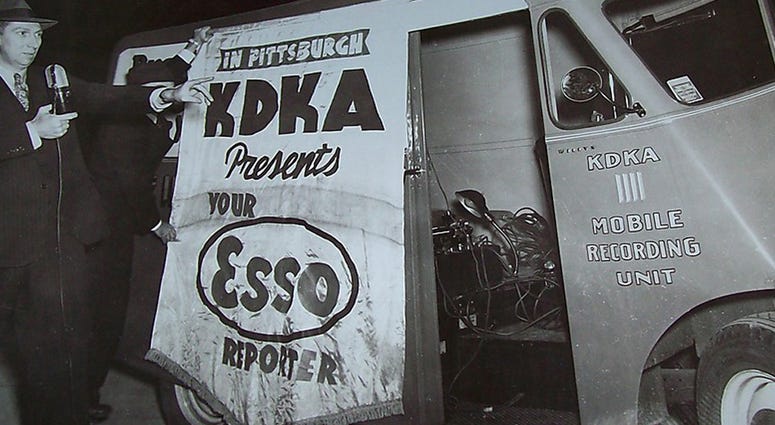 IN PITTSBURGH
KDKA
Presents
YOUR
ESSO
REPORTER
WILLYS
KDKA
MOBILE
RECORDING
UNIT